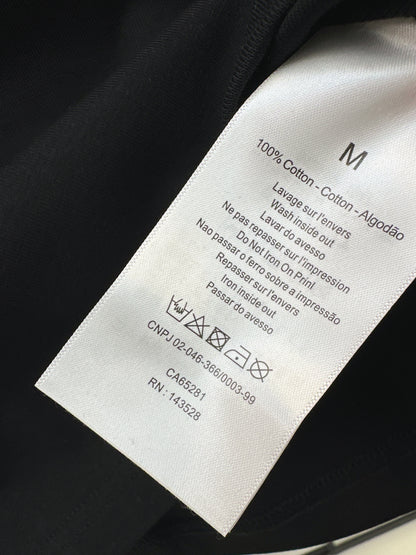 M
100% Cotton - Cotton - Algodão
Lavage sur l'envers
Wash inside out
Lavar do avesso
Ne pas repasser sur l'impression
Do Not Iron On Print
Nao passar o ferro sobre a impressão
Repasser sur l'envers
Iron inside out
Passar do avesso
CNPJ 02-046-366/0003-99
CA65281
RN : 143528